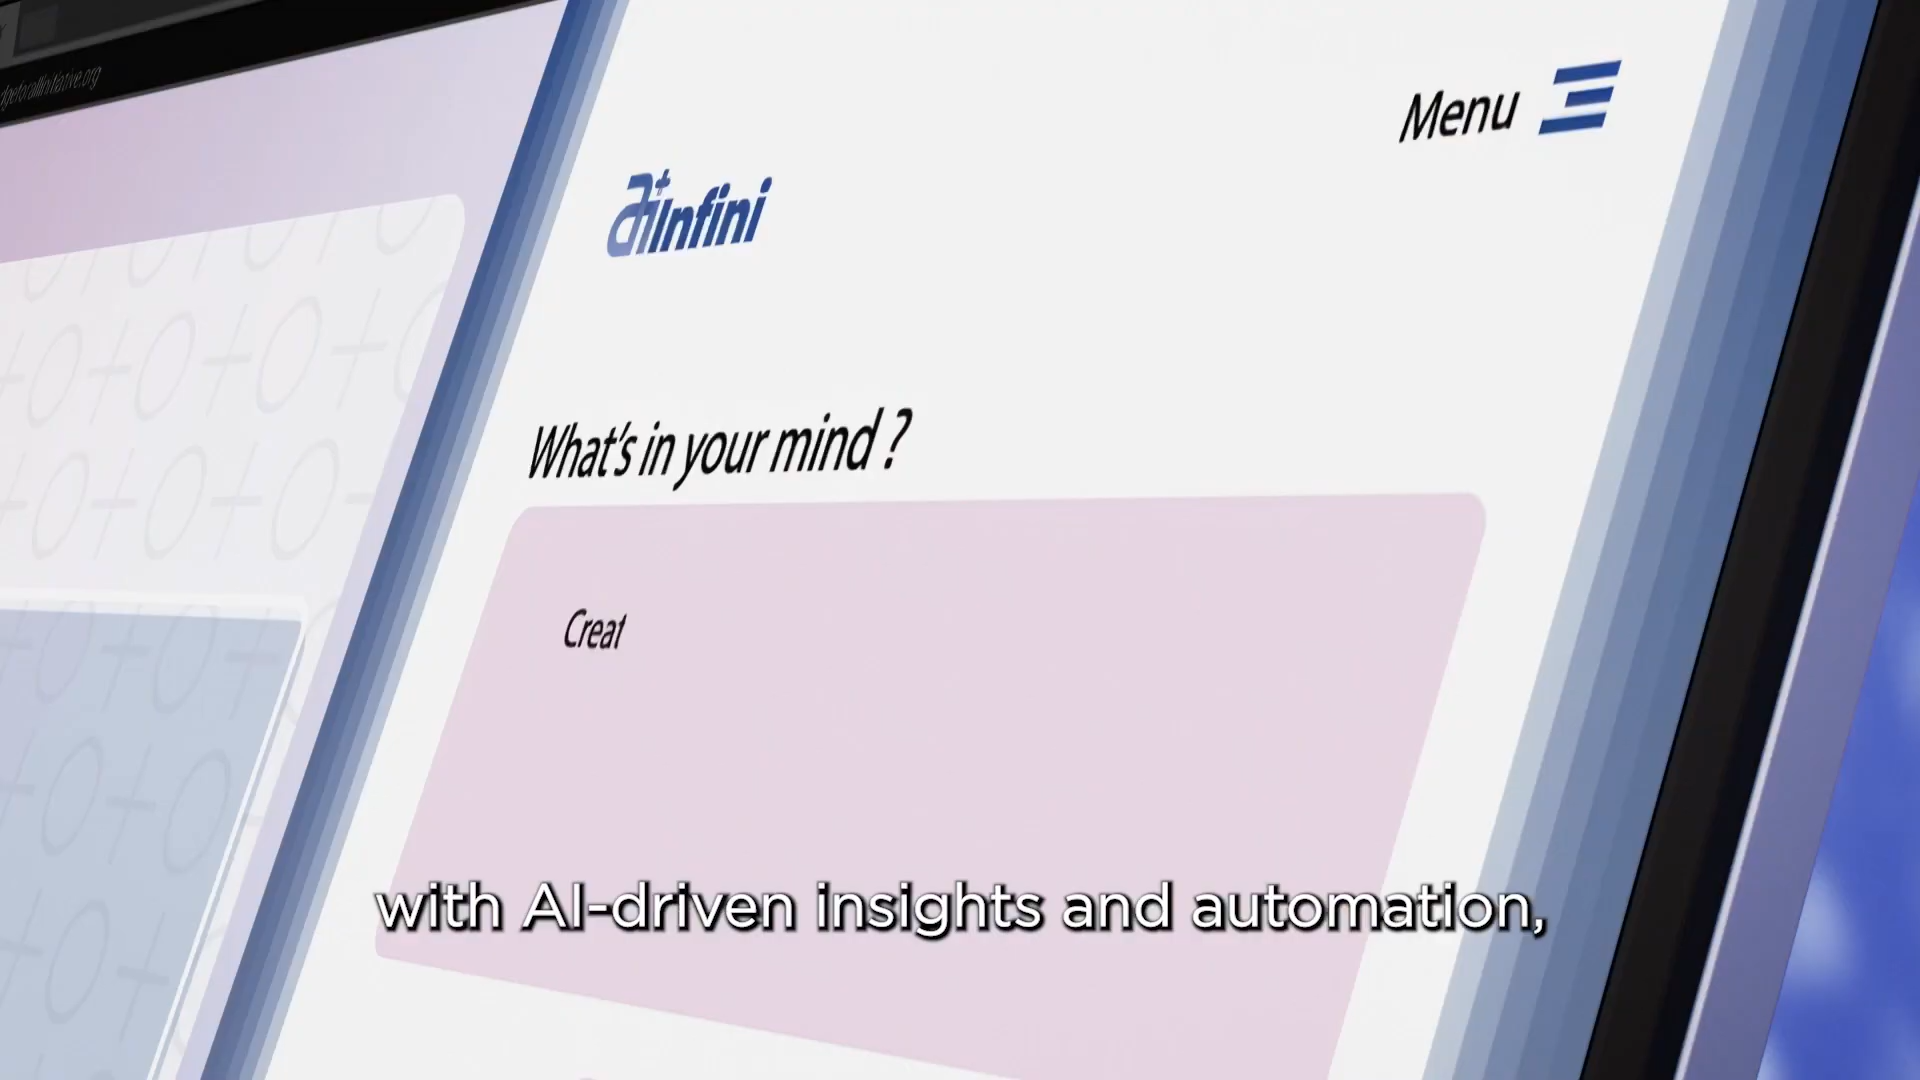 Menu
aiInfini
What's in your mind ?
Creat
with AI-driven insights and automation,